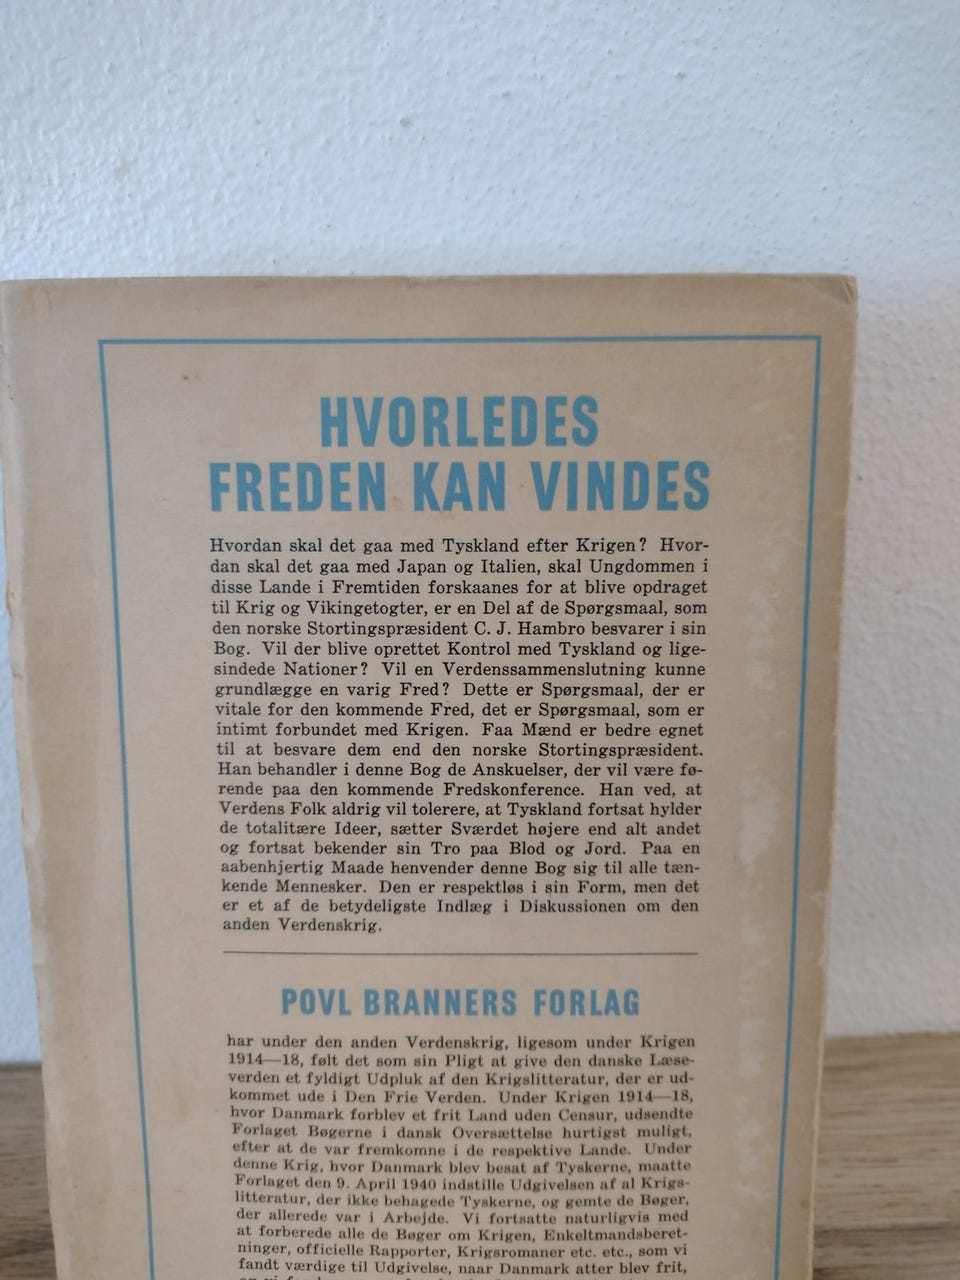 HVORLEDES
FREDEN KAN VINDES
Hvordan skal det gaa med Tyskland efter Krigen? Hvor-
dan skal det gaa med Japan og Italien, skal Ungdommen i
disse Lande i Fremtiden forskaanes for at blive opdraget
til Krig og Vikingetogter, er en Del af de Spørgsmaal, som
den norske Stortingspræsident C. J. Hambro besvarer i sin
Bog. Vil der blive oprettet Kontrol med Tyskland og lige-
sindede Nationer? Vil en Verdenssammenslutning kunne
grundlægge en varig Fred? Dette er Spørgsmaal, der er
vitale for den kommende Fred, det er Spørgsmaal, som er
intimt forbundet med Krigen. Faa Mænd er bedre egnet
til at besvare dem end den norske Stortingspræsident.
Han behandler i denne Bog de Anskuelser, der vil være fø-
rende paa den kommende Fredskonference. Han ved, at
Verdens Folk aldrig vil tolerere, at Tyskland fortsat hylder
de totalitære Ideer, sætter Sværdet højere end alt andet
og fortsat bekender sin Tro paa Blod og Jord. Paa en
aabenhjertig Maade henvender denne Bog sig til alle tæn-
kende Mennesker. Den er respektløs i sin Form, men det
er et af de betydeligste Indlæg i Diskussionen om den
anden Verdenskrig.
POVL BRANNERS FORLAG
har under den anden Verdenskrig, ligesom under Krigen
1914—18, følt det som sin Pligt at give den danske Læse-
verden et fyldigt Udpluk af den Krigslitteratur, der er ud-
kommet ude i Den Frie Verden. Under Krigen 1914—18,
hvor Danmark forblev et frit Land uden Censur, udsendte
Forlaget Bøgerne i dansk Oversættelse hurtigst muligt,
efter at de var fremkomne i de respektive Lande. Under
denne Krig, hvor Danmark blev besat af Tyskerne, maatte
Forlaget den 9. April 1940 indstille Udgivelsen af al Krigs-
litteratur, der ikke behagede Tyskerne, og gemte de Bøger,
der allerede var i Arbejde. Vi fortsatte naturligvis med
at forberede alle de Bøger om Krigen, Enkeltmandsberet-
ninger, officielle Rapporter, Krigsromaner etc. etc., som vi
fandt værdige til Udgivelse, naar Danmark atter blev frit,